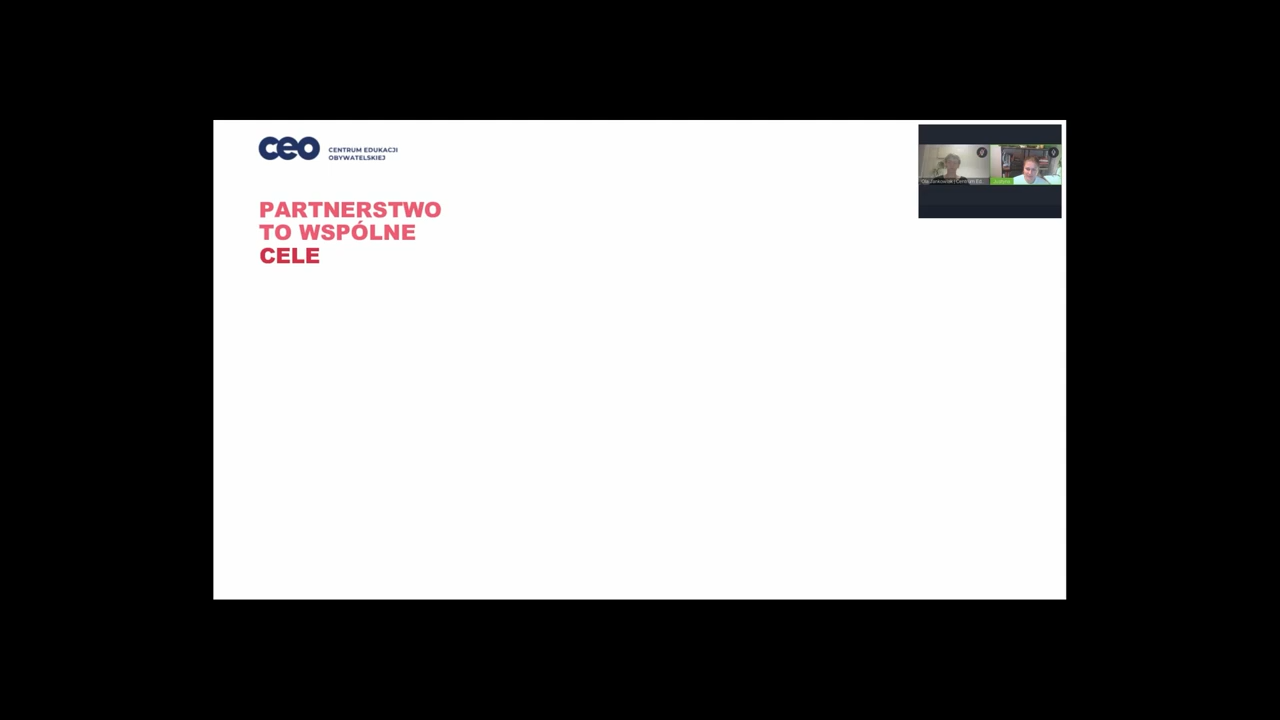 ceo
CENTRUM EDUKACJI
OBYWATELSKIEJ
PARTNERSTWO
TO WSPÓLNE
CELE